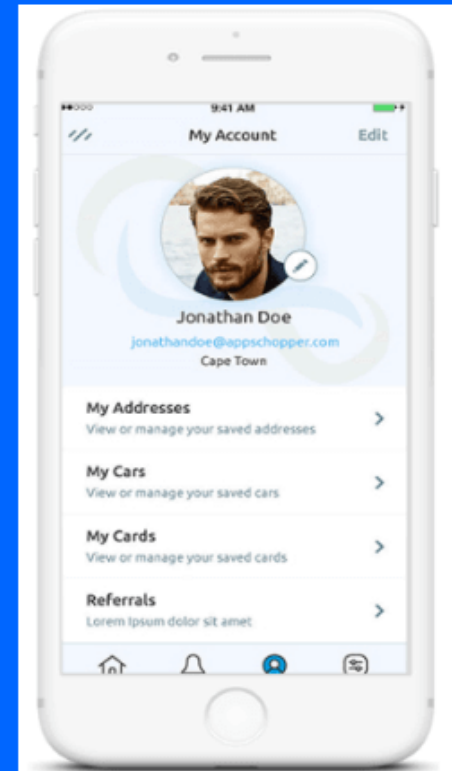 9:41 AM
My Account
Edit
Jonathan Doe
jonathandoe@appschopper.com
Cape Town
My Addresses
View or manage your saved addresses
My Cars
View or manage your saved cars
My Cards
View or manage your saved cards
Referrals
Lorem Ipsum dolor sit amet